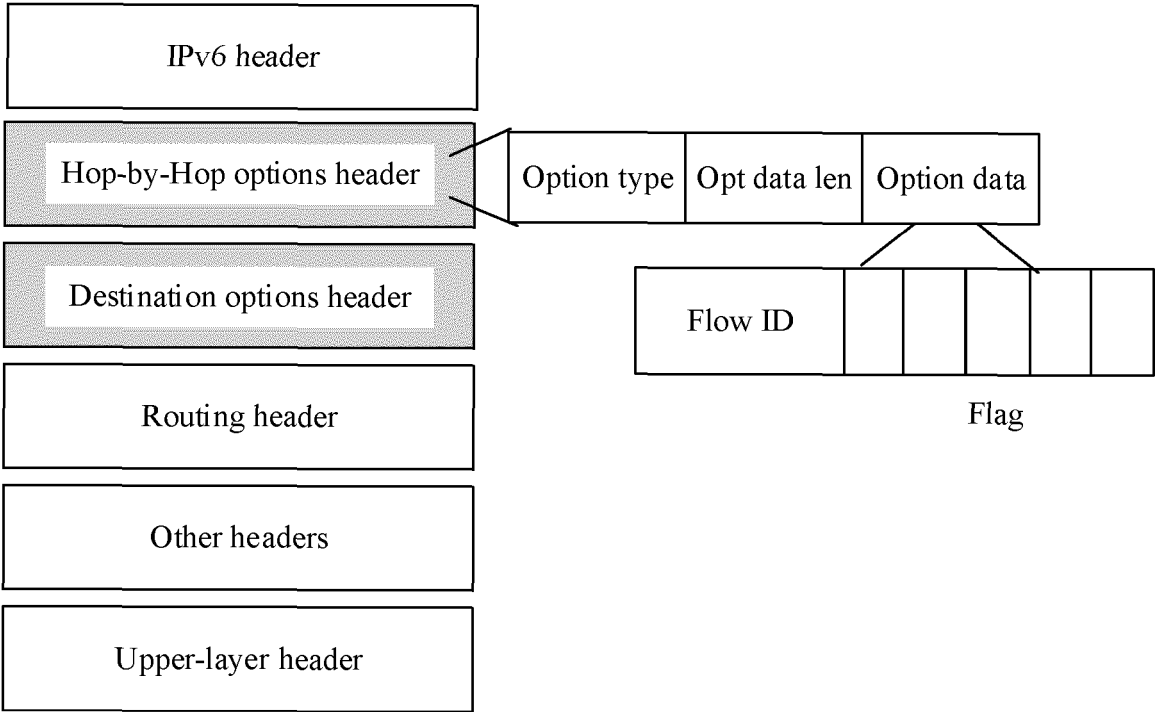 IPv6 header
Hop-by-Hop options header
Option type
Opt data len
Option data
Destination options header
Flow ID
Flag
Routing header
Other headers
Upper-layer header